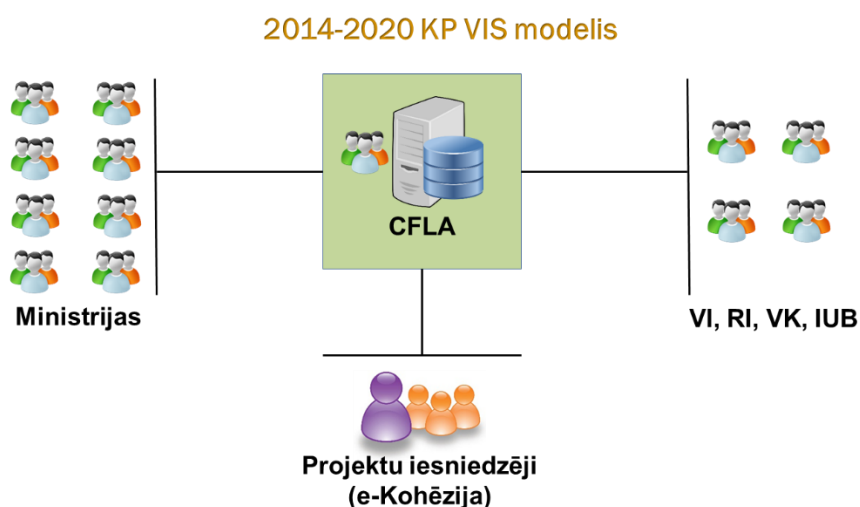 2014-2020 KP VIS modelis
CFLA
Ministrijas
VI, RI, VK, IUB
Projektu iesniedzēji
(e-Kohēzija)